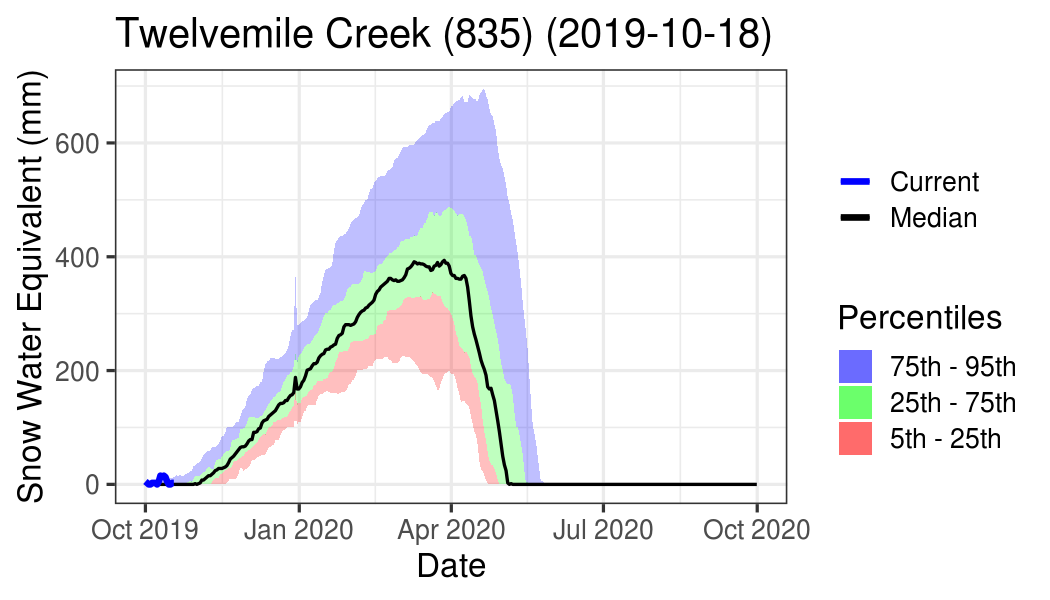 Twelvemile Creek (835) (2019-10-18)
Snow Water Equivalent (mm)
600
400
200
0
Oct 2019
Jan 2020
Apr 2020
Jul 2020
Oct 2020
Date
Current
Median
Percentiles
75th - 95th
25th - 75th
5th - 25th